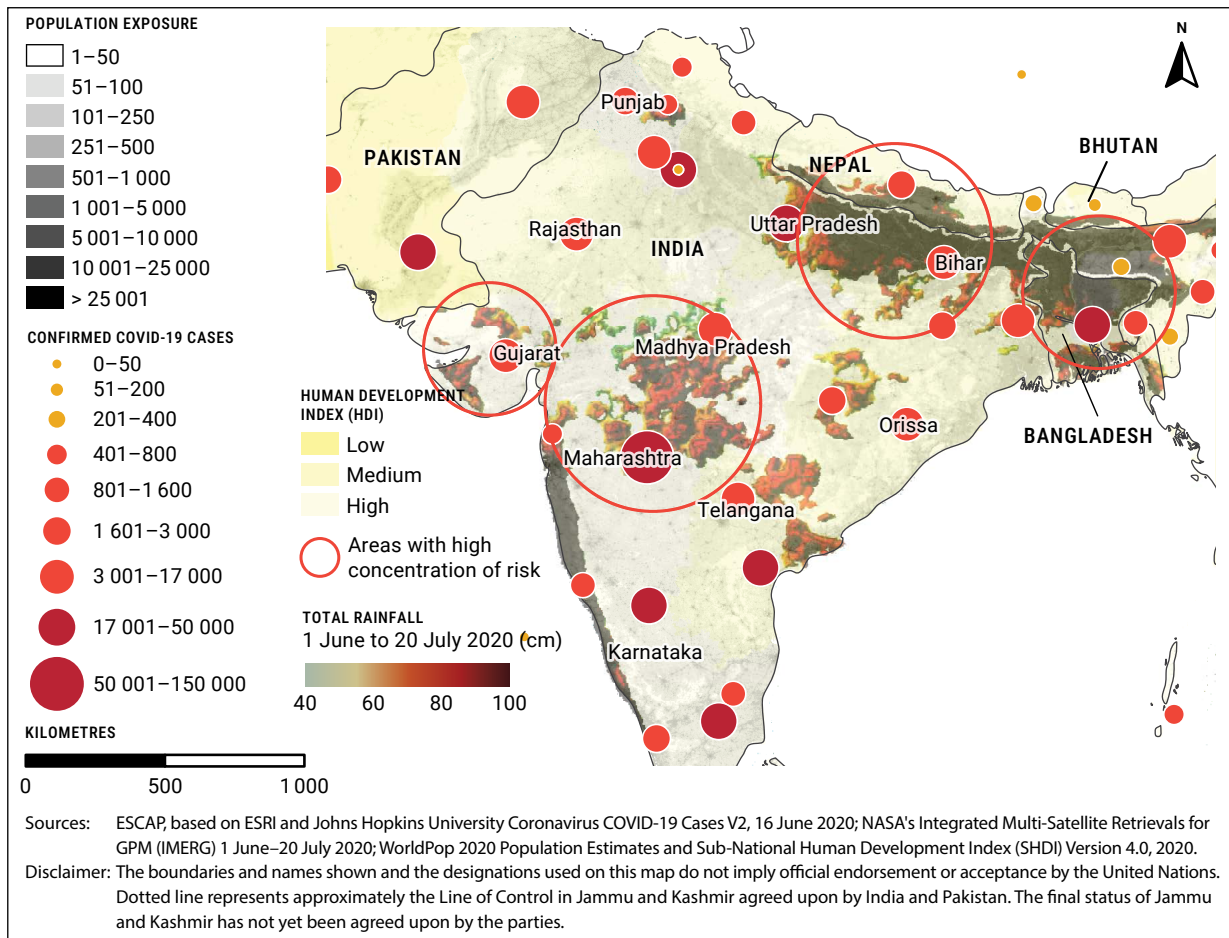 POPULATION EXPOSURE
1–50
51–100
101–250
251–500
501–1 000
1 001–5 000
5 001–10 000
10 001–25 000
> 25 001
CONFIRMED COVID-19 CASES
0–50
51–200
201–400
401–800
801–1 600
1 601–3 000
3 001–17 000
17 001–50 000
50 001–150 000
KILOMETRES
0 500 1 000
HUMAN DEVELOPMENT
INDEX (HDI)
Low
Medium
High
Areas with high
concentration of risk
TOTAL RAINFALL
1 June to 20 July 2020 (cm)
40 60 80 100
N
Punjab
PAKISTAN
NEPAL
BHUTAN
Rajasthan
INDIA
Uttar Pradesh
Bihar
Gujarat
Madhya Pradesh
Orissa
BANGLADESH
Maharashtra
Telangana
Karnataka
Sources: ESCAP, based on ESRI and Johns Hopkins University Coronavirus COVID-19 Cases V2, 16 June 2020; NASA's Integrated Multi-Satellite Retrievals for
GPM (IMERG) 1 June–20 July 2020; WorldPop 2020 Population Estimates and Sub-National Human Development Index (SHDI) Version 4.0, 2020.
Disclaimer: The boundaries and names shown and the designations used on this map do not imply official endorsement or acceptance by the United Nations.
Dotted line represents approximately the Line of Control in Jammu and Kashmir agreed upon by India and Pakistan. The final status of Jammu
and Kashmir has not yet been agreed upon by the parties.